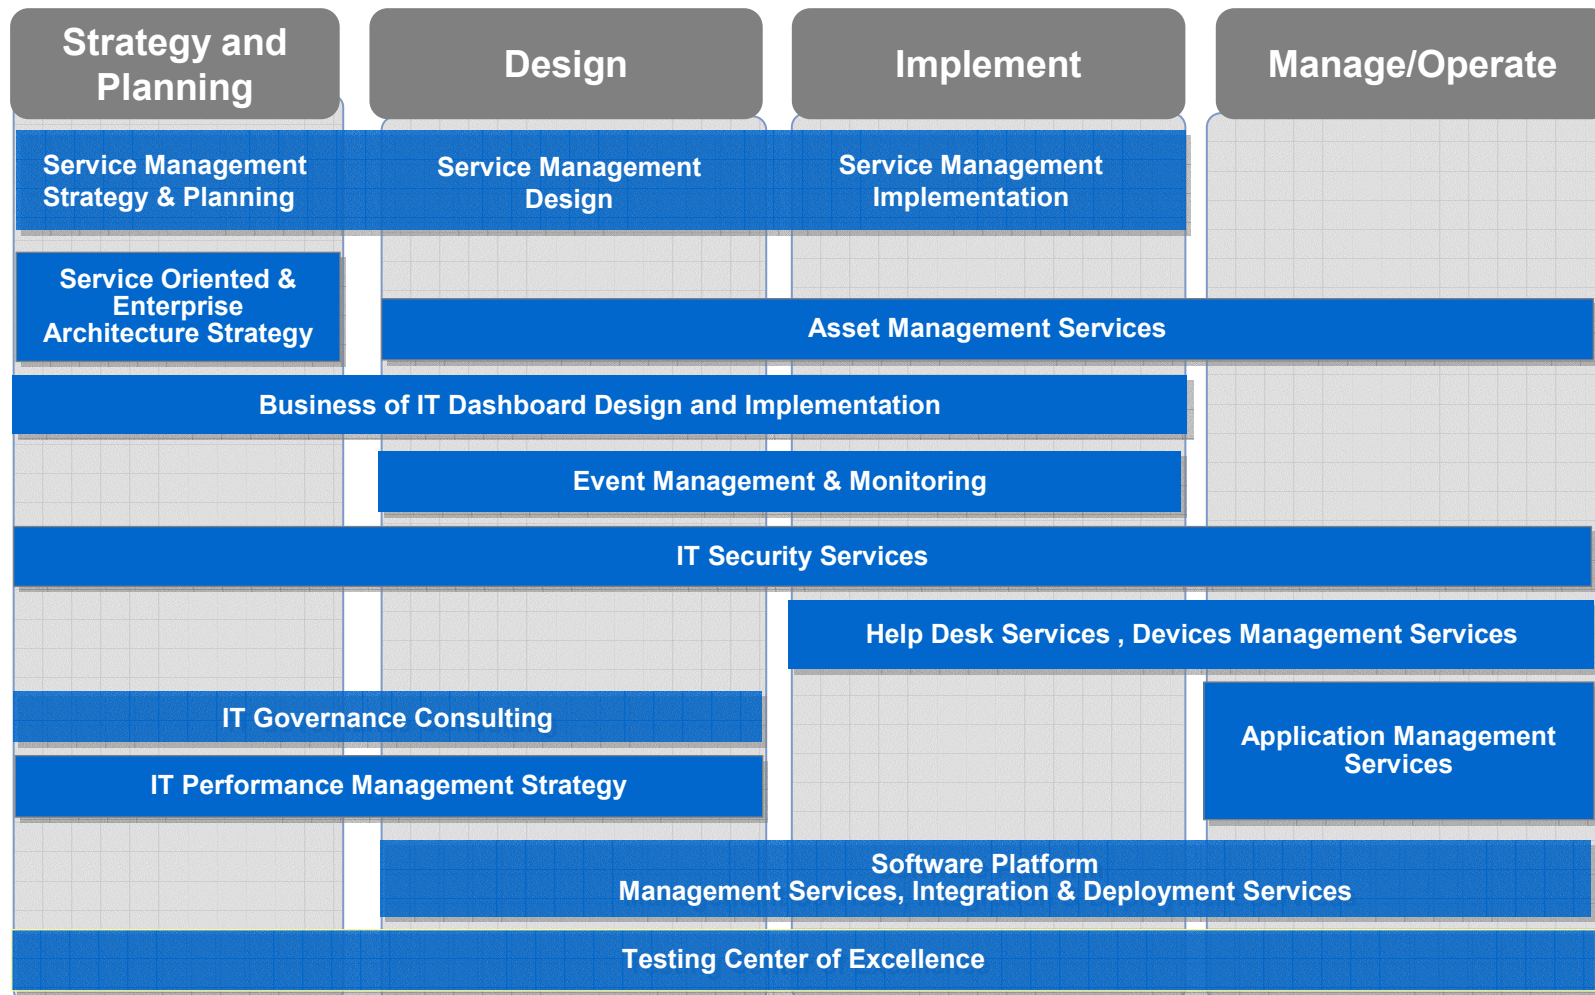 Strategy and
Planning
Design
Implement
Manage/Operate
Service Management
Strategy & Planning
Service Management
Design
Service Management
Implementation
Service Oriented &
Enterprise
Architecture Strategy
Asset Management Services
Business of IT Dashboard Design and Implementation
Event Management & Monitoring
IT Security Services
Help Desk Services , Devices Management Services
IT Governance Consulting
Application Management
Services
IT Performance Management Strategy
Software Platform
Management Services, Integration & Deployment Services
Testing Center of Excellence